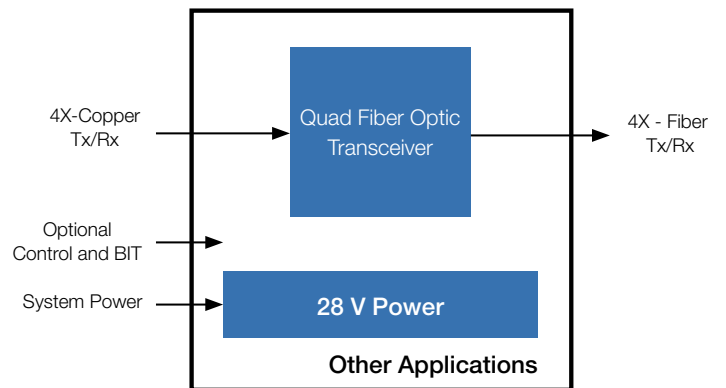 4X-Copper
Tx/Rx
Quad Fiber Optic
Transceiver
4X - Fiber
Tx/Rx
Optional
Control and BIT
System Power
28 V Power
Other Applications